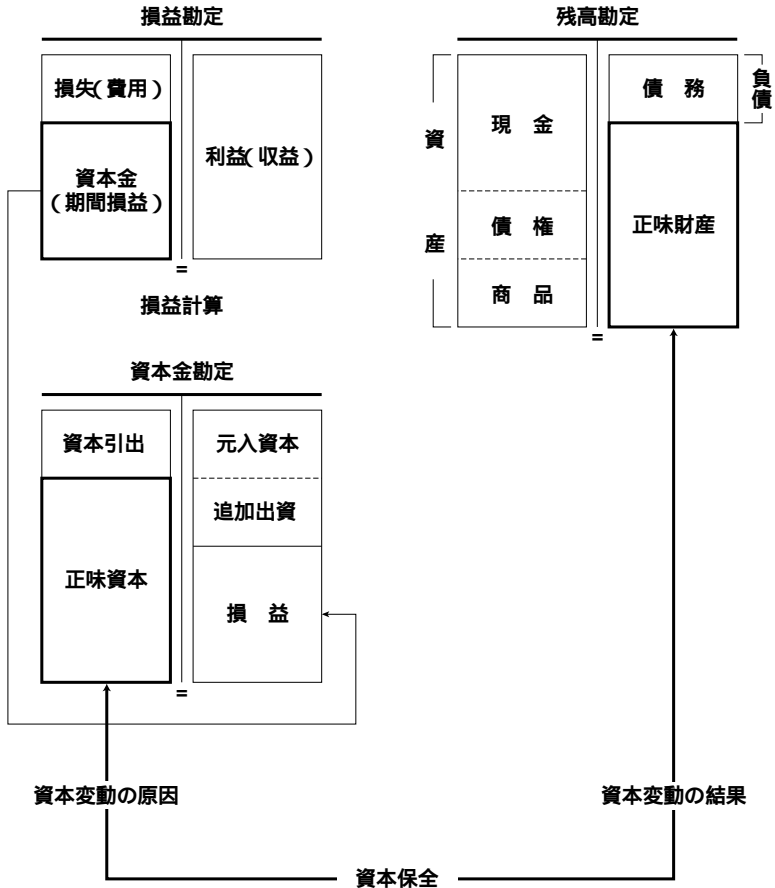 損益勘定
損失(費用)
資本金
(期間損益)
利益(収益)
=
損益計算
残高勘定
資
産
現 金
債 権
商 品
債 務
負債
正味財産
=
資本金勘定
資本引出
正味資本
元入資本
追加出資
損 益
=
資本変動の原因
資本変動の結果
資本保全